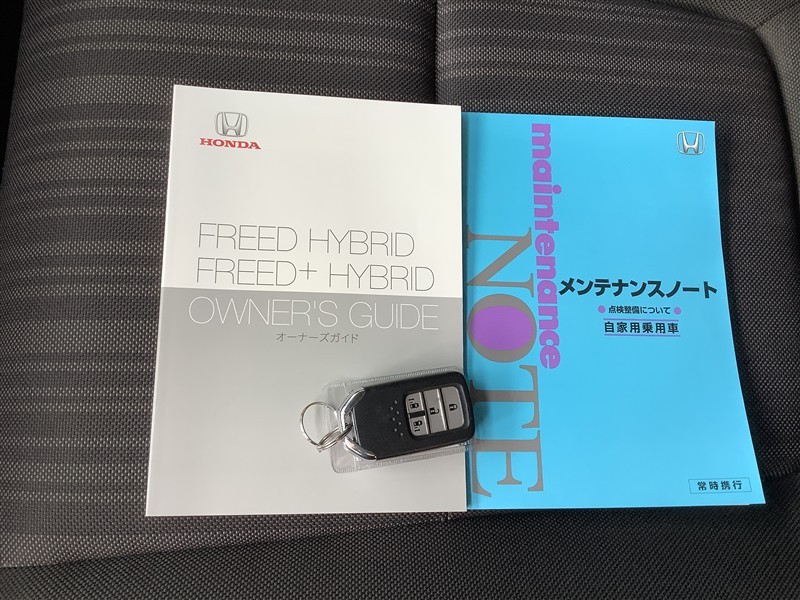 HONDA
FREED HYBRID
FREED+ HYBRID
OWNER'S GUIDE
オーナーズガイド
maintenance
NOTE
メンテナンスノート
点検整備について
自家用乗用車
常時携行